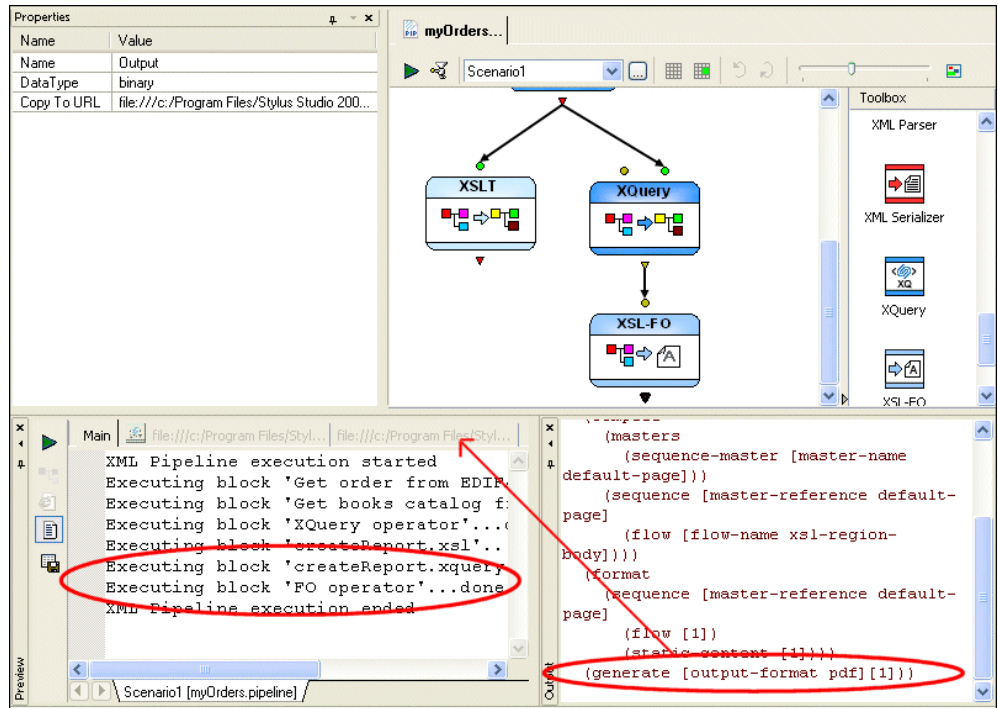 Properties
Name Value
Name Output
DataType binary
Copy To URL file:///c:/Program Files/Stylus Studio 200...
PIP myOrders...
Scenario1 ...
Toolbox
XML Parser
XML Serializer
XQ
XQuery
XSL-FO
XSLT
XQuery
XSL-FO
A
Main file:///c:/Program Files/Styl... file:///c:/Program Files/Styl...
XML Pipeline execution started
Executing block 'Get order from EDIF
Executing block 'Get books catalog f
Executing block 'XQuery operator'...
Executing block 'createReport.xsl'..
Executing block 'createReport.xquery
Executing block 'FO operator'...done
XML Pipeline execution ended
Preview
Scenario1 [myOrders.pipeline]
Output
(masters
(sequence-master [master-name
default-page]))
(sequence [master-reference default-
page]
(flow [flow-name xsl-region-
body])))
(format
(sequence [master-reference default-
page]
(flow [1])
(static-content [1])))
(generate [output-format pdf][1]))